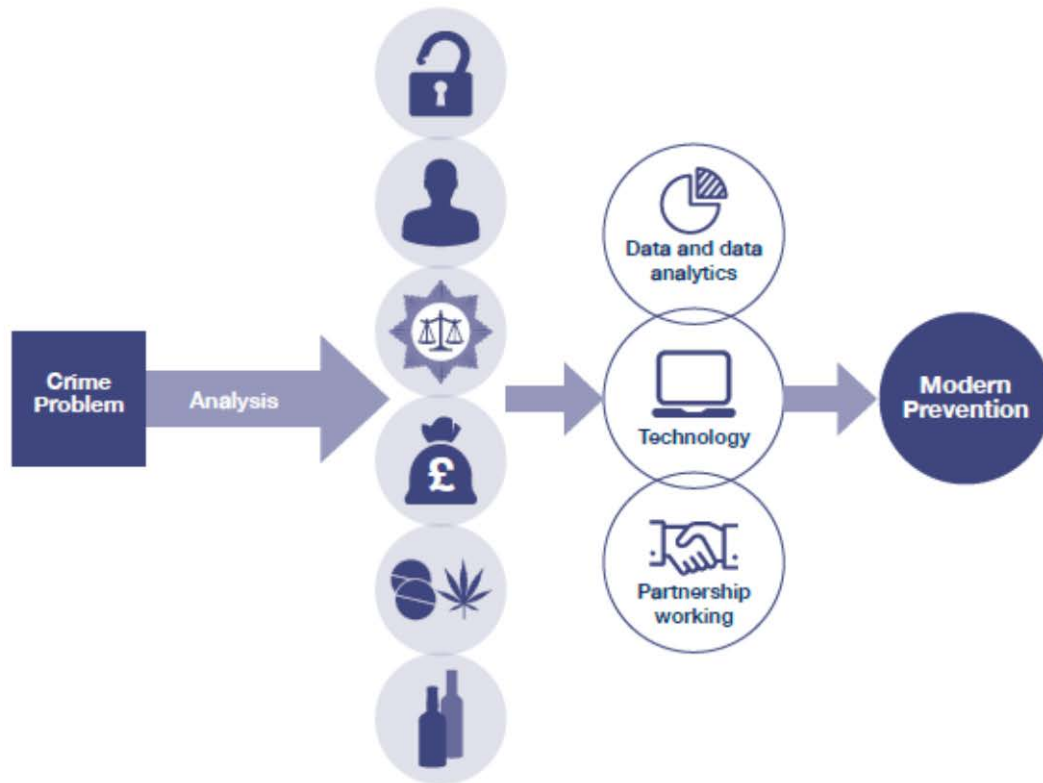 Crime
Problem
Analysis
£
Data and data
analytics
Technology
Partnership
working
Modern
Prevention